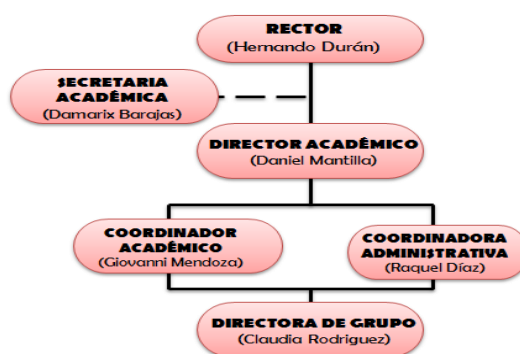 RECTOR
(Hernando Durán)
SECRETARIA
ACADÉMICA
(Damarix Barajas)
DIRECTOR ACADÉMICO
(Daniel Mantilla)
COORDINADOR
ACADÉMICO
(Giovanni Mendoza)
COORDINADORA
ADMINISTRATIVA
(Raquel Díaz)
DIRECTORA DE GRUPO
(Claudia Rodriguez)